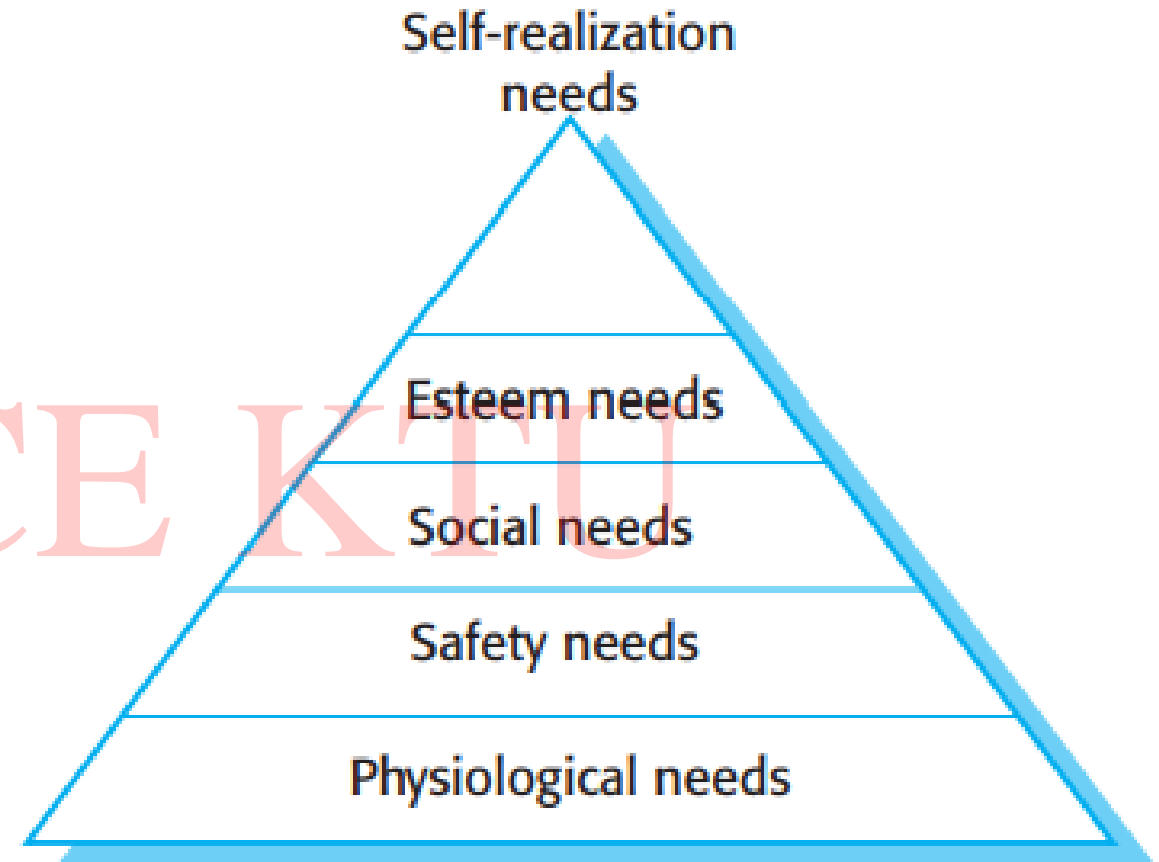 Self-realization
needs
Esteem needs
CE KTU
Social needs
Safety needs
Physiological needs